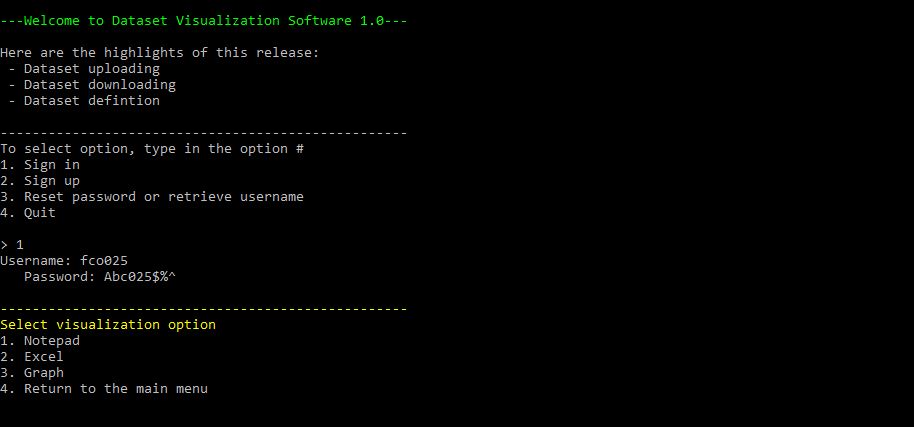 ---Welcome to Dataset Visualization Software 1.0---
Here are the highlights of this release:
- Dataset uploading
- Dataset downloading
- Dataset defintion
---------------------------------------------------
To select option, type in the option #
1. Sign in
2. Sign up
3. Reset password or retrieve username
4. Quit
> 1
Username: fco025
Password: Abc025$%^
---------------------------------------------------
Select visualization option
1. Notepad
2. Excel
3. Graph
4. Return to the main menu